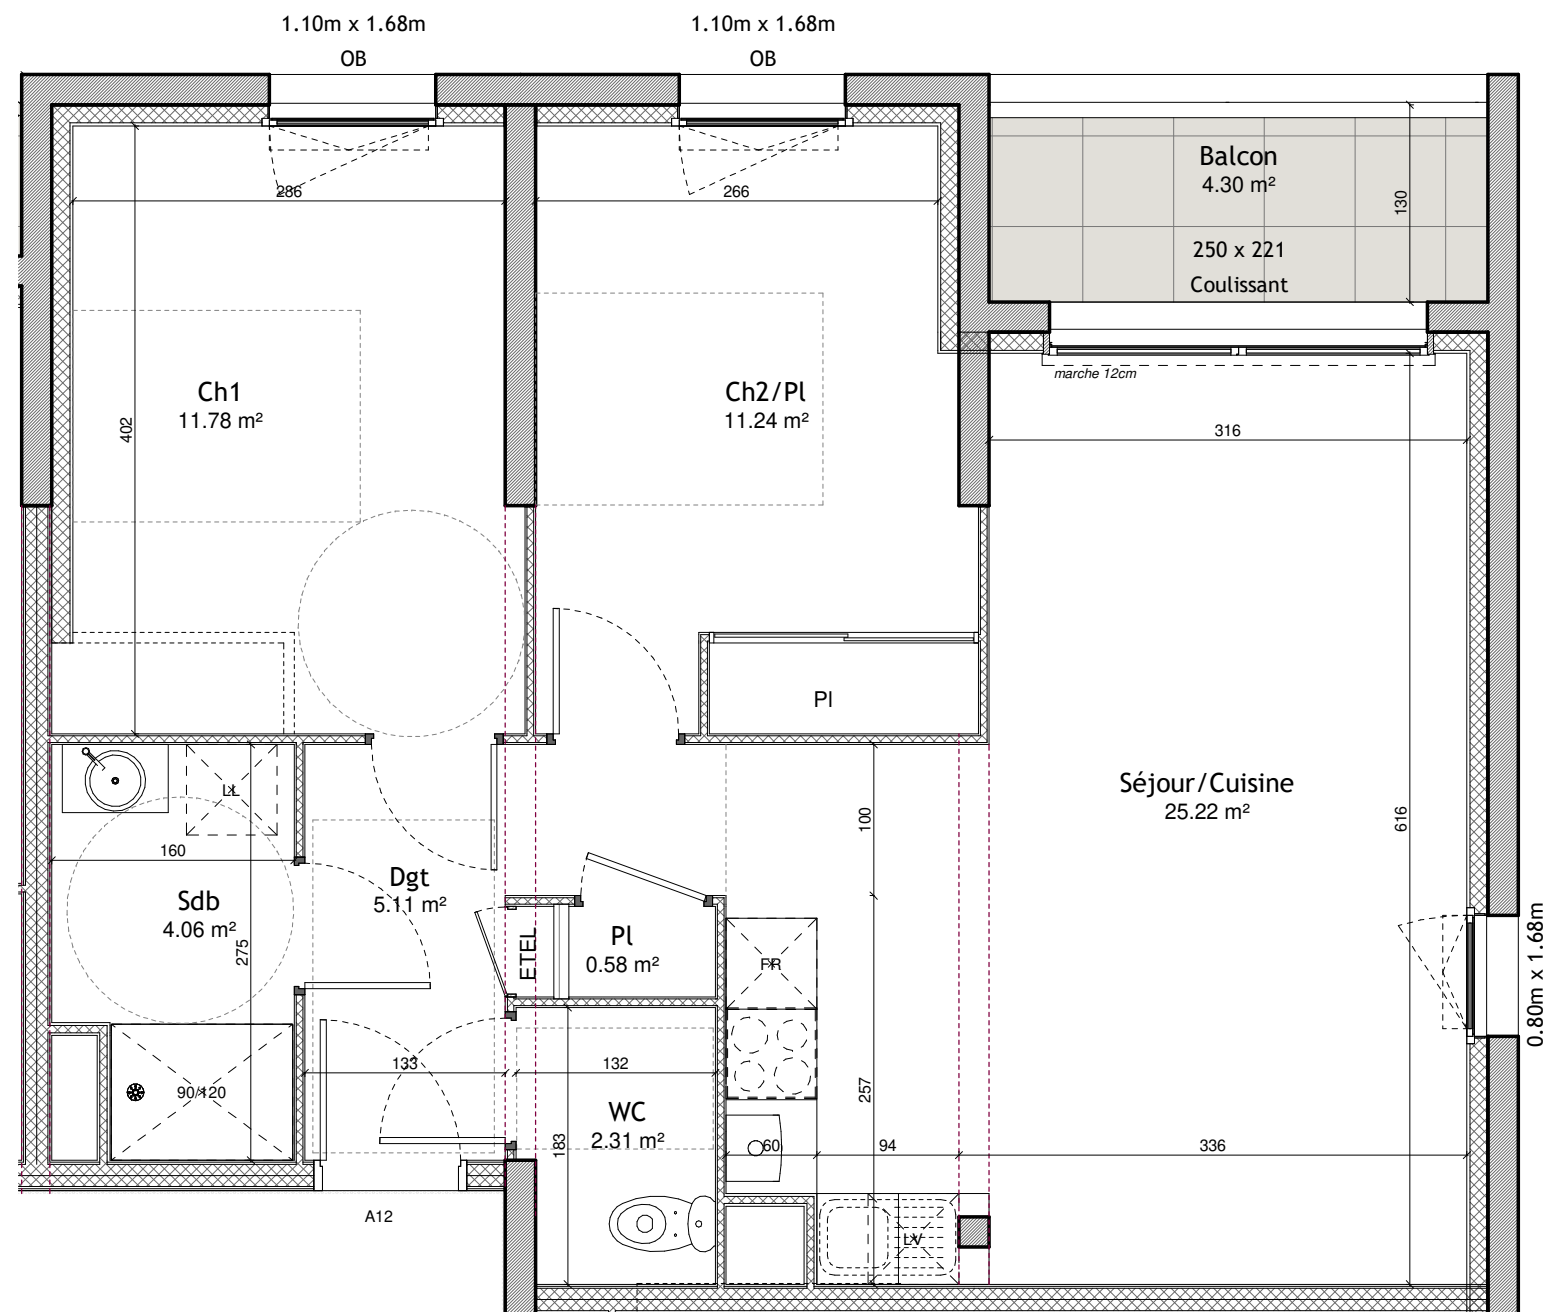 1.10m x 1.68m
OB
1.10m x 1.68m
OB
Balcon
4.30 m²
130
250 x 221
Coulissant
marche 12cm
286
266
Ch1
11.78 m²
402
Ch2/Pl
11.24 m²
316
Pl
Séjour/Cuisine
25.22 m²
616
100
LL
160
Sdb
4.06 m²
275
Dgt
5.11 m²
ETEL
Pl
0.58 m²
FR
0.80m x 1.68m
90/120
133
132
WC
2.31 m²
183
257
60
94
336
A12
LV